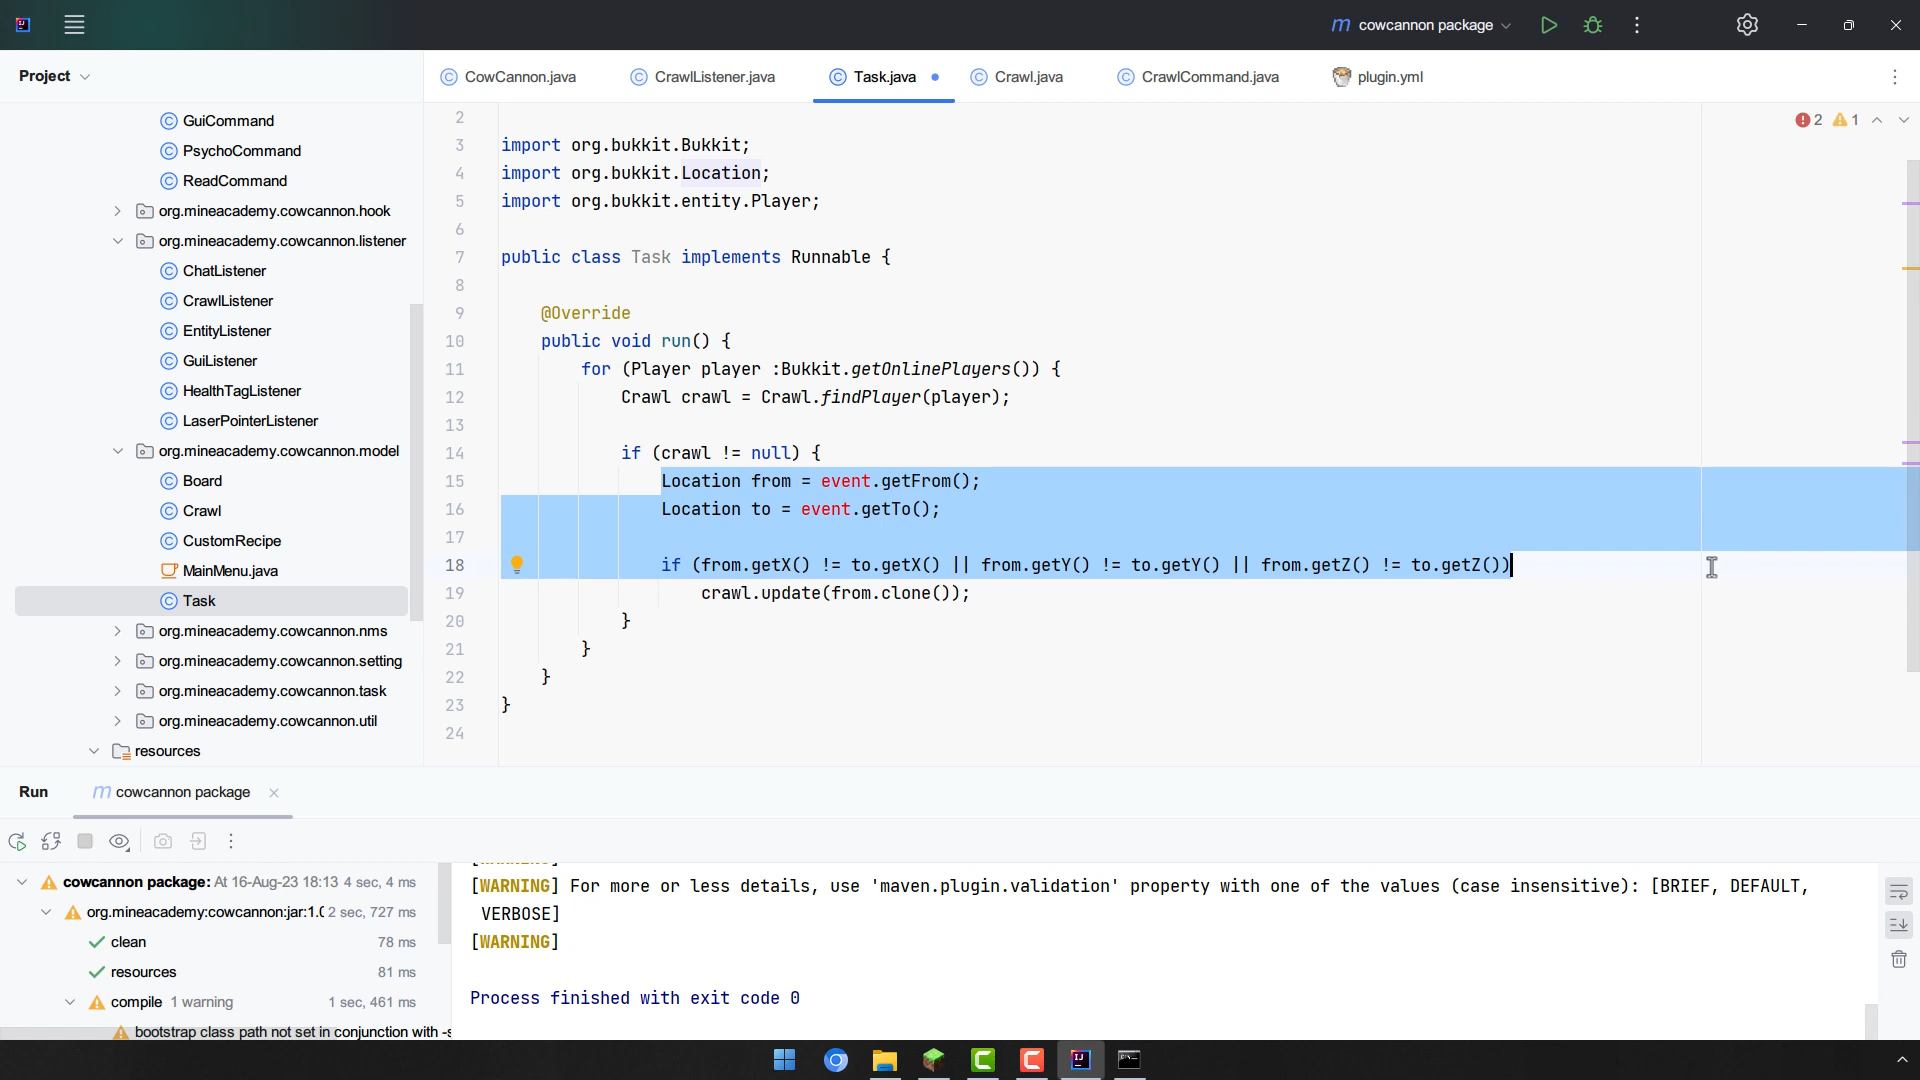 cowcannon package
Project
CowCannon.java
CrawlListener.java
Task.java
Crawl.java
CrawlCommand.java
plugin.yml
GuiCommand
PsychoCommand
ReadCommand
org.mineacademy.cowcannon.hook
org.mineacademy.cowcannon.listener
ChatListener
CrawlListener
EntityListener
GuiListener
HealthTagListener
LaserPointerListener
org.mineacademy.cowcannon.model
Board
Crawl
CustomRecipe
MainMenu.java
Task
org.mineacademy.cowcannon.nms
org.mineacademy.cowcannon.setting
org.mineacademy.cowcannon.task
org.mineacademy.cowcannon.util
resources
2 1
2
3 import org.bukkit.Bukkit;
4 import org.bukkit.Location;
5 import org.bukkit.entity.Player;
6
7 public class Task implements Runnable {
8
9 @Override
10 public void run() {
11 for (Player player :Bukkit.getOnlinePlayers()) {
12 Crawl crawl = Crawl.findPlayer(player);
13
14 if (crawl != null) {
15 Location from = event.getFrom();
16 Location to = event.getTo();
17
18 if (from.getX() != to.getX() || from.getY() != to.getY() || from.getZ() != to.getZ())
19 crawl.update(from.clone());
20 }
21 }
22 }
23 }
24
Run
cowcannon package
cowcannon package: At 16-Aug-23 18:13 4 sec, 4 ms
org.mineacademy:cowcannon:jar:1.0 2 sec, 727 ms
clean 78 ms
resources 81 ms
compile 1 warning 1 sec, 461 ms
bootstrap class path not set in conjunction with -s
[WARNING] For more or less details, use 'maven.plugin.validation' property with one of the values (case insensitive): [BRIEF, DEFAULT,
VERBOSE]
[WARNING]
Process finished with exit code 0